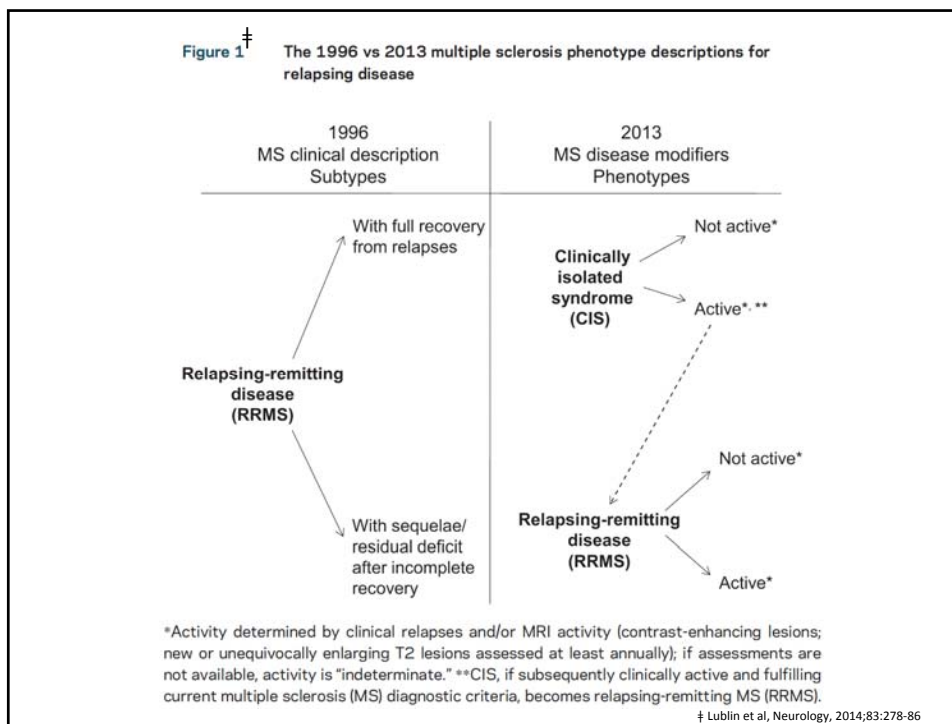 Figure 1‡ The 1996 vs 2013 multiple sclerosis phenotype descriptions for
relapsing disease
1996
MS clinical description
Subtypes
With full recovery
from relapses
Relapsing-remitting
disease
(RRMS)
With sequelae/
residual deficit
after incomplete
recovery
2013
MS disease modifiers
Phenotypes
Not active*
Clinically
isolated
syndrome
(CIS)
Active*, **
Not active*
Relapsing-remitting
disease
(RRMS)
Active*
*Activity determined by clinical relapses and/or MRI activity (contrast-enhancing lesions;
new or unequivocally enlarging T2 lesions assessed at least annually); if assessments are
not available, activity is “indeterminate.” **CIS, if subsequently clinically active and fulfilling
current multiple sclerosis (MS) diagnostic criteria, becomes relapsing-remitting MS (RRMS).
‡ Lublin et al, Neurology, 2014;83:278-86